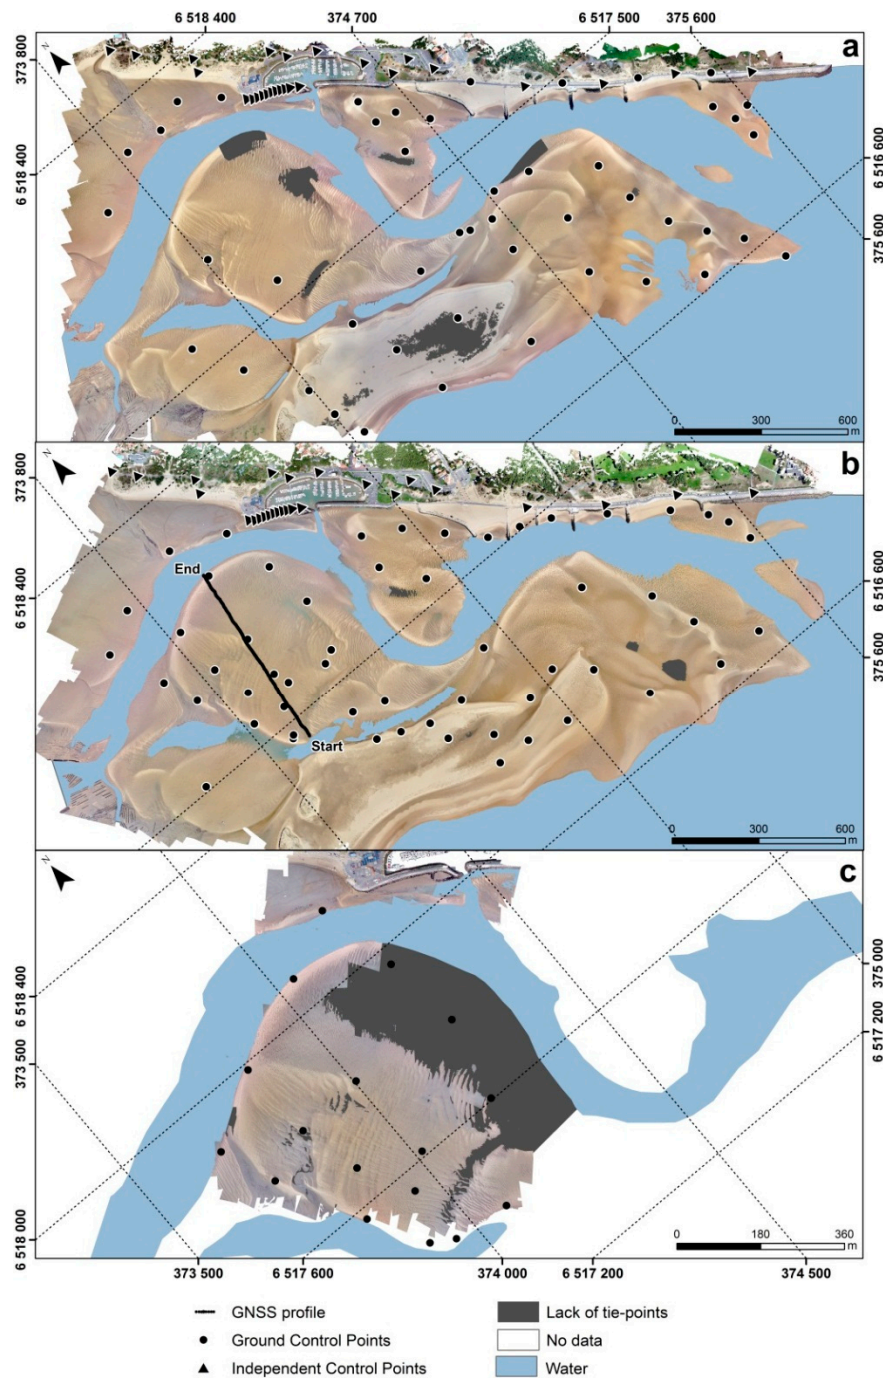 6 518 400
374 700
6 517 500
375 600
373 800
a
N
6 518 400
6 516 600
375 600
0 300 600
m
373 800
b
N
End
6 518 400
6 516 600
375 600
Start
0 300 600
m
c
N
6 518 400
375 000
373 500
6 517 200
6 518 000
0 180 360
m
373 500
6 517 600
374 000
6 517 200
374 500
GNSS profile
Lack of tie-points
Ground Control Points
No data
Independent Control Points
Water